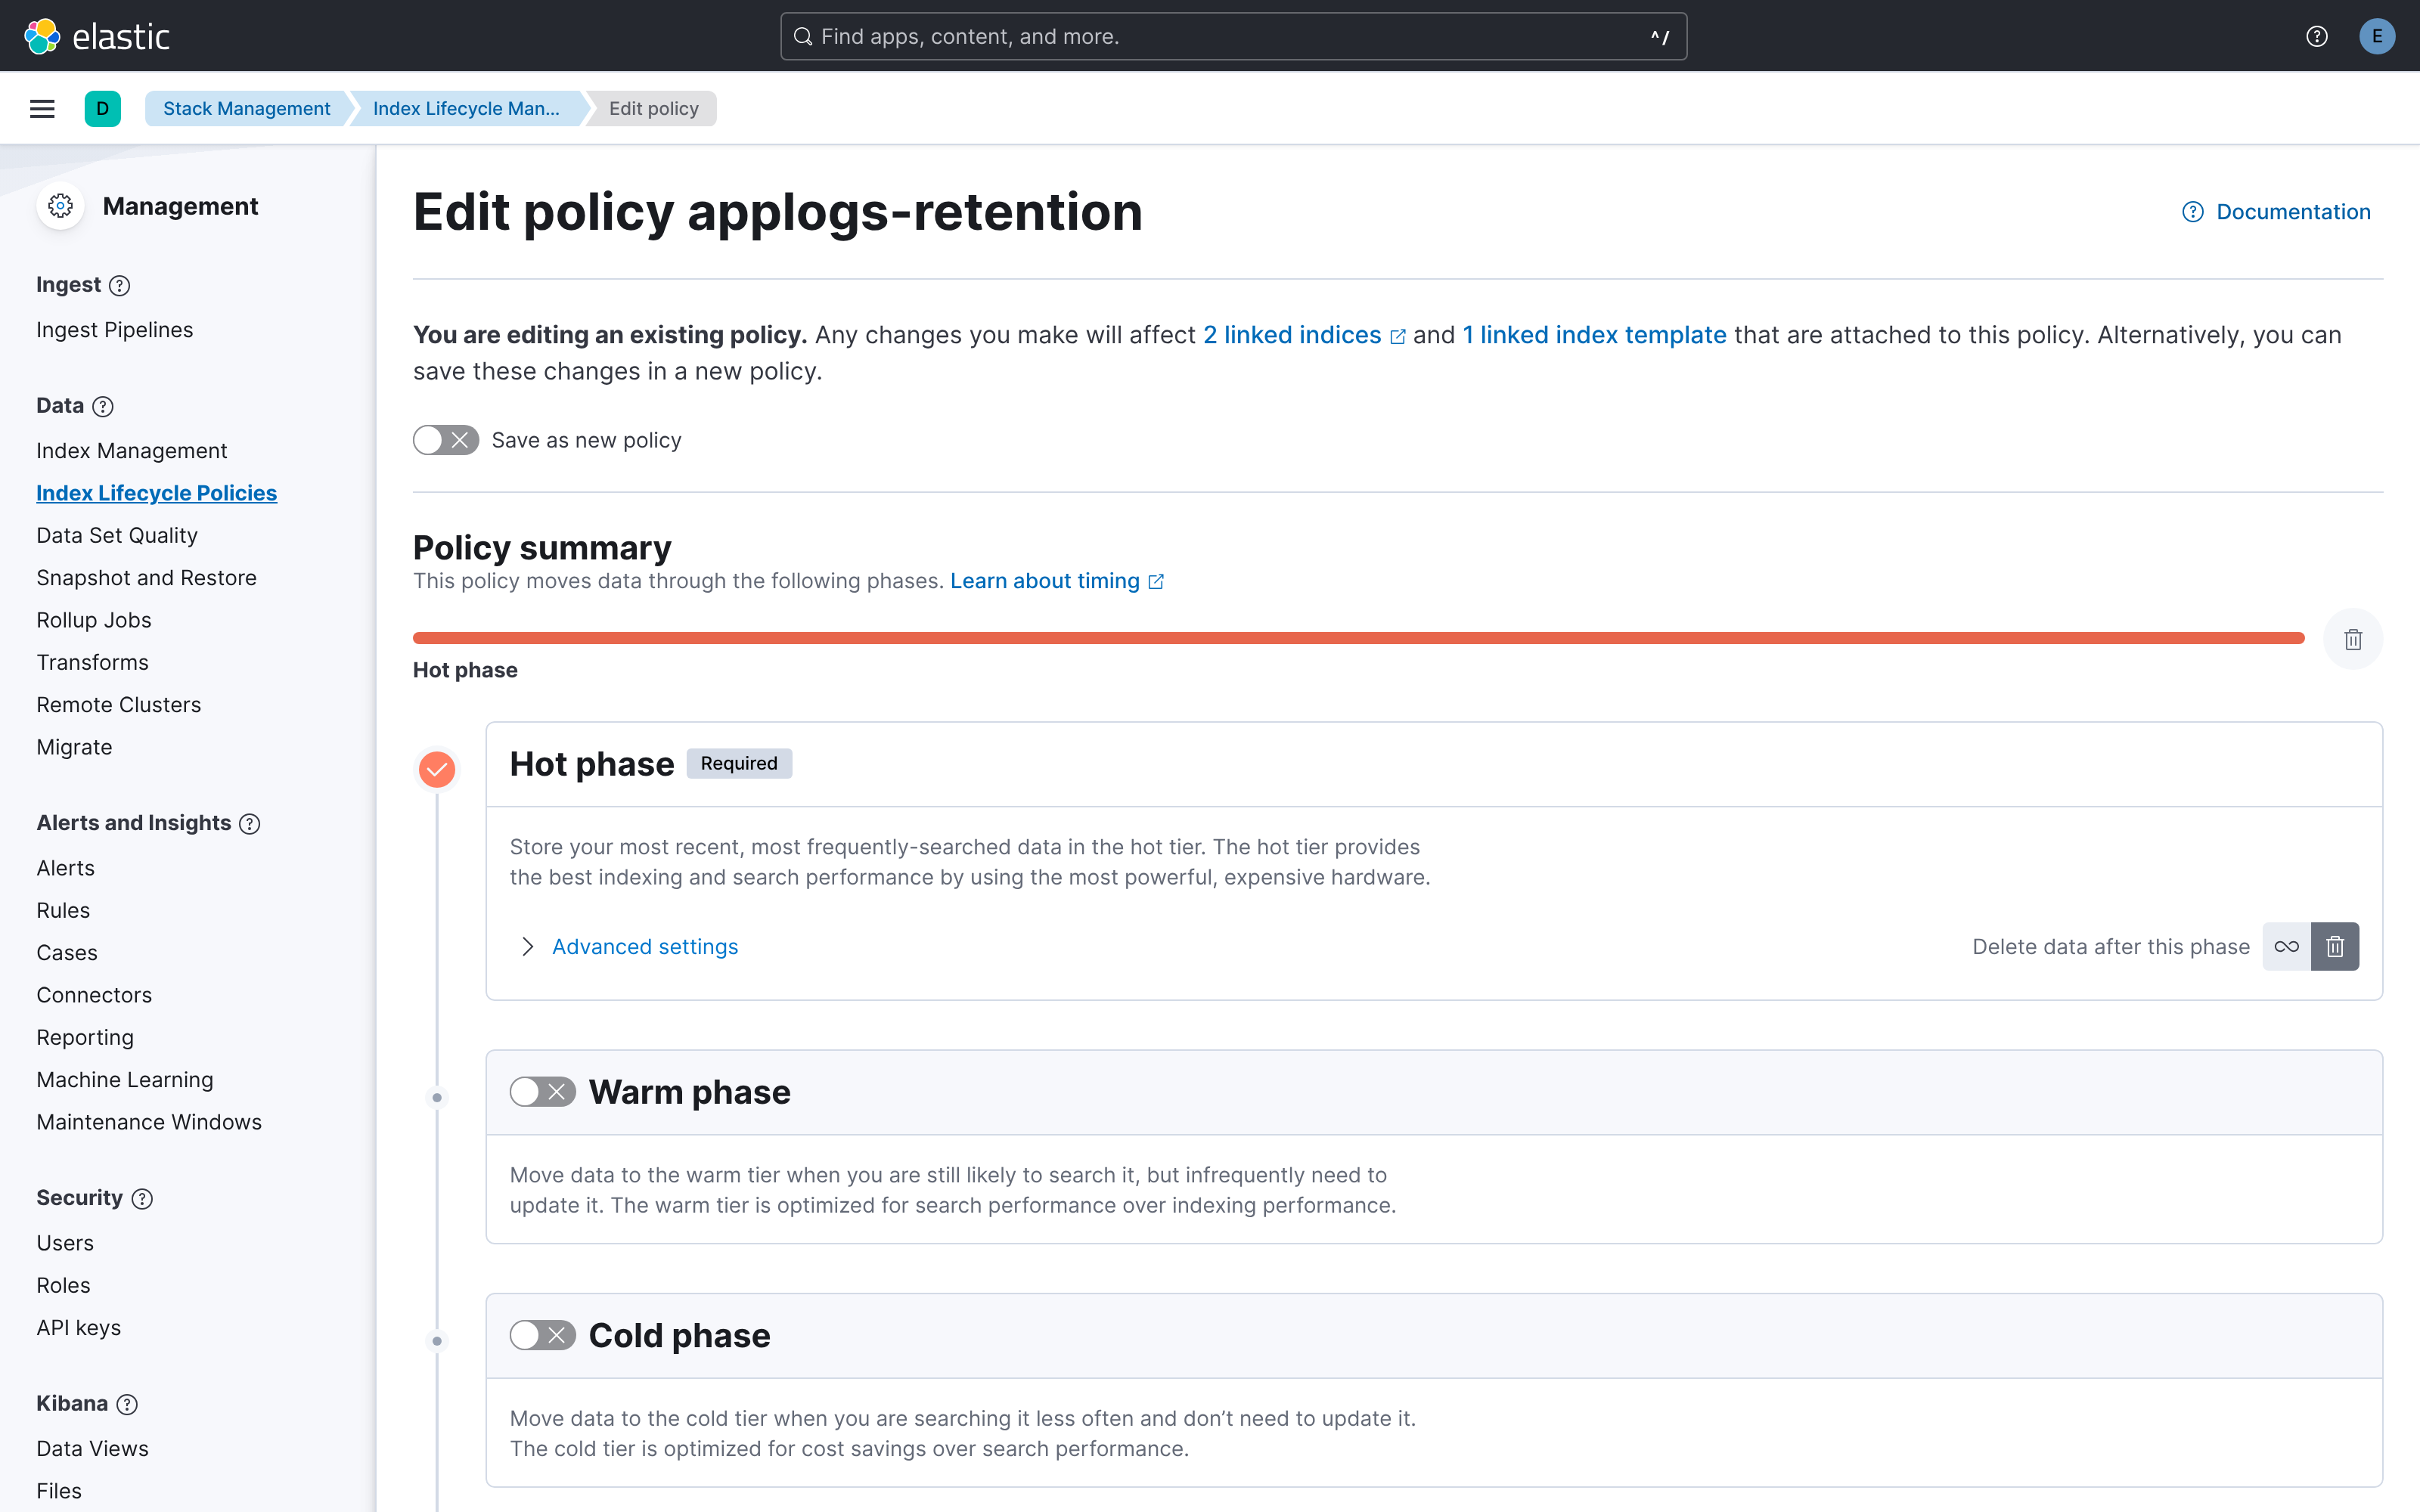 elastic
Find apps, content, and more.
^/
E
D
Stack Management
Index Lifecycle Man...
Edit policy
Management
Ingest
Ingest Pipelines
Data
Index Management
Index Lifecycle Policies
Data Set Quality
Snapshot and Restore
Rollup Jobs
Transforms
Remote Clusters
Migrate
Alerts and Insights
Alerts
Rules
Cases
Connectors
Reporting
Machine Learning
Maintenance Windows
Security
Users
Roles
API keys
Kibana
Data Views
Files
Edit policy applogs-retention
Documentation
You are editing an existing policy. Any changes you make will affect 2 linked indices and 1 linked index template that are attached to this policy. Alternatively, you can
save these changes in a new policy.
Save as new policy
Policy summary
This policy moves data through the following phases. Learn about timing
Hot phase
Hot phase Required
Store your most recent, most frequently-searched data in the hot tier. The hot tier provides
the best indexing and search performance by using the most powerful, expensive hardware.
Advanced settings
Delete data after this phase
Warm phase
Move data to the warm tier when you are still likely to search it, but infrequently need to
update it. The warm tier is optimized for search performance over indexing performance.
Cold phase
Move data to the cold tier when you are searching it less often and don’t need to update it.
The cold tier is optimized for cost savings over search performance.